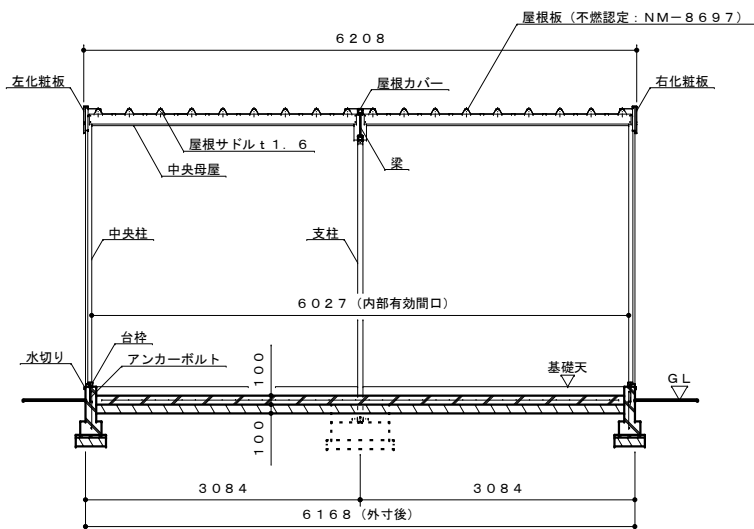 屋根板（不燃認定：NM－8697）
6208
左化粧板
屋根カバー
右化粧板
屋根サドルｔ1．6
中央母屋
梁
中央柱
支柱
6027（内部有効間口）
台枠
水切り
アンカーボルト
100
基礎天
GL
100
3084
3084
6168（外寸後）